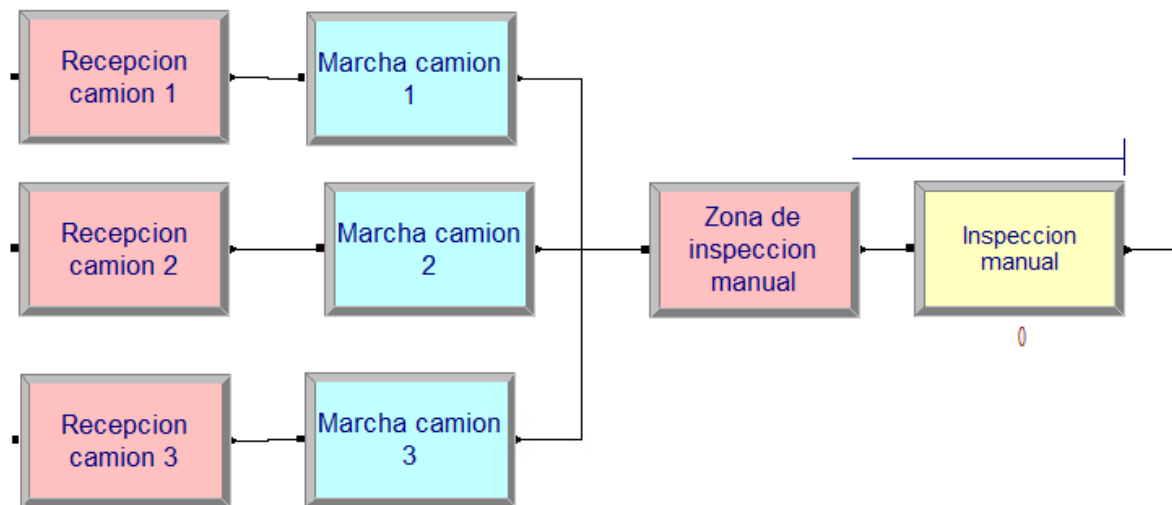 Recepcion
camion 1
Marcha camion
1
Recepcion
camion 2
Marcha camion
2
Zona de
inspeccion
manual
Inspeccion
manual
0
Recepcion
camion 3
Marcha camion
3